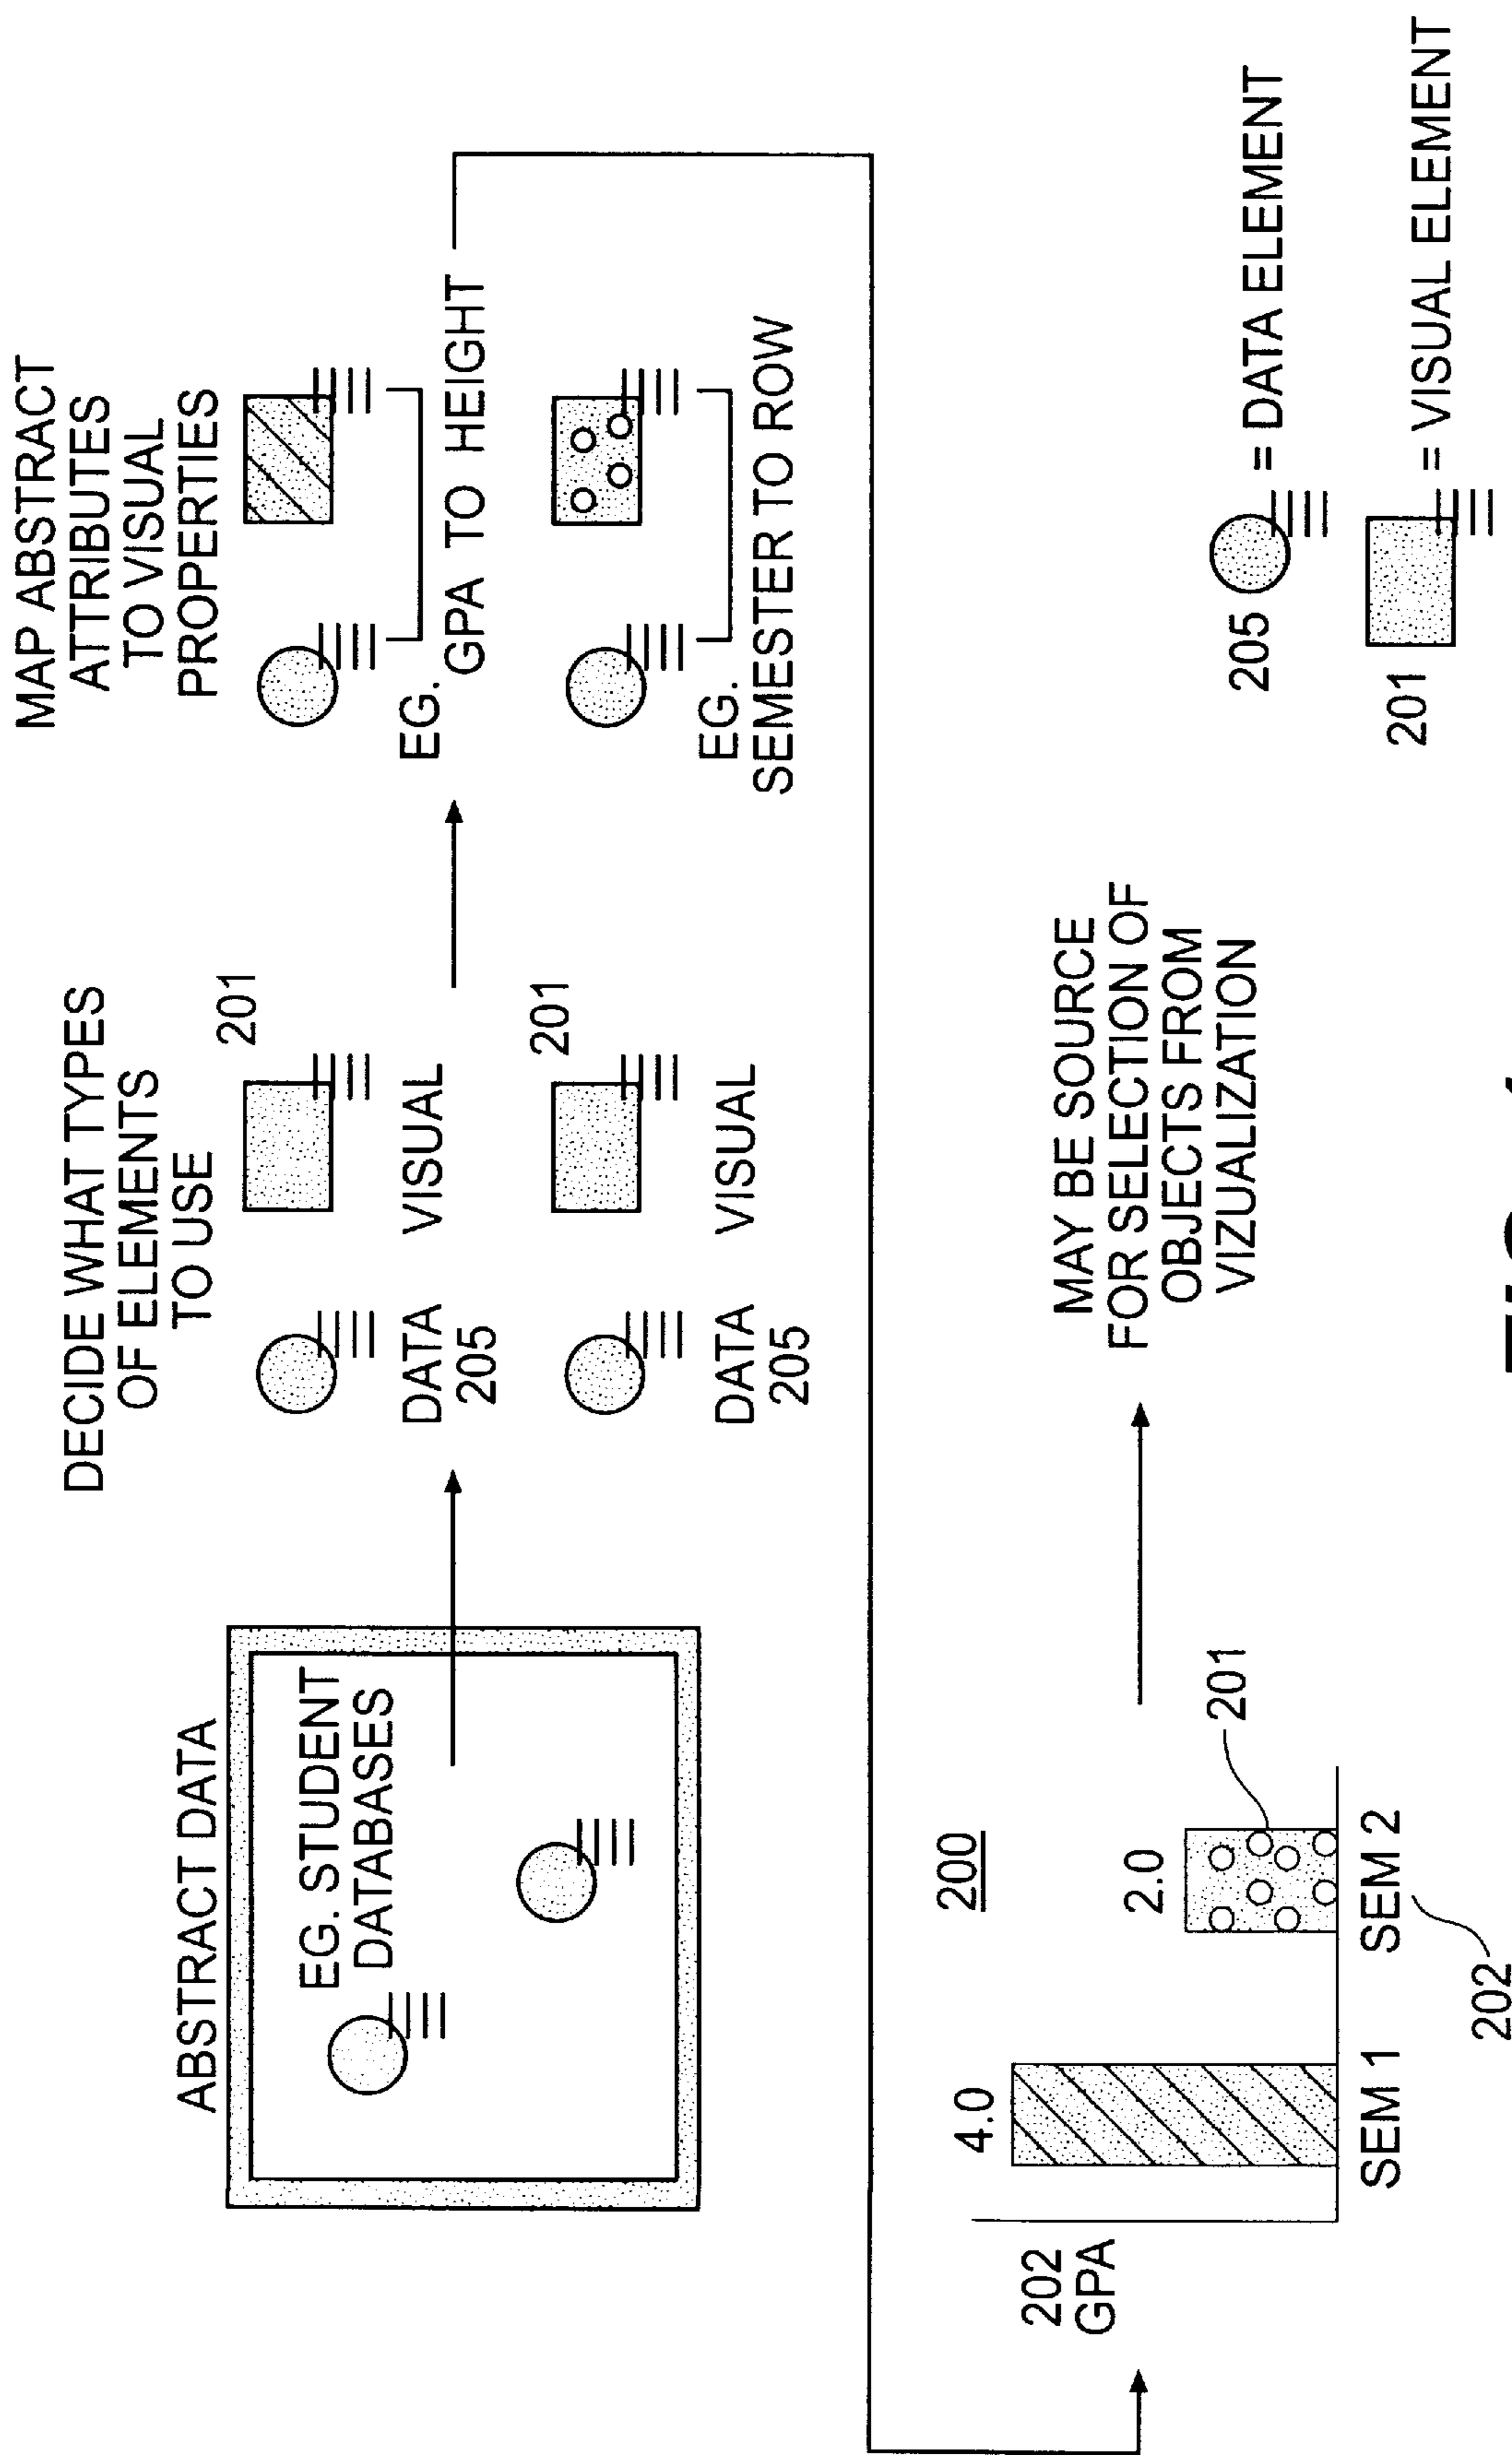 ABSTRACT DATA
EG. STUDENT
DATABASES
DECIDE WHAT TYPES
OF ELEMENTS
TO USE
201
DATA
VISUAL
205
201
DATA
VISUAL
205
MAP ABSTRACT
ATTRIBUTES
TO VISUAL
PROPERTIES
EG.
GPA TO HEIGHT
EG.
SEMESTER TO ROW
200
202
GPA
4.0
2.0
201
SEM 1
SEM 2
202
MAY BE SOURCE
FOR SELECTION OF
OBJECTS FROM
VIZUALIZATION
205
= DATA ELEMENT
201
= VISUAL ELEMENT